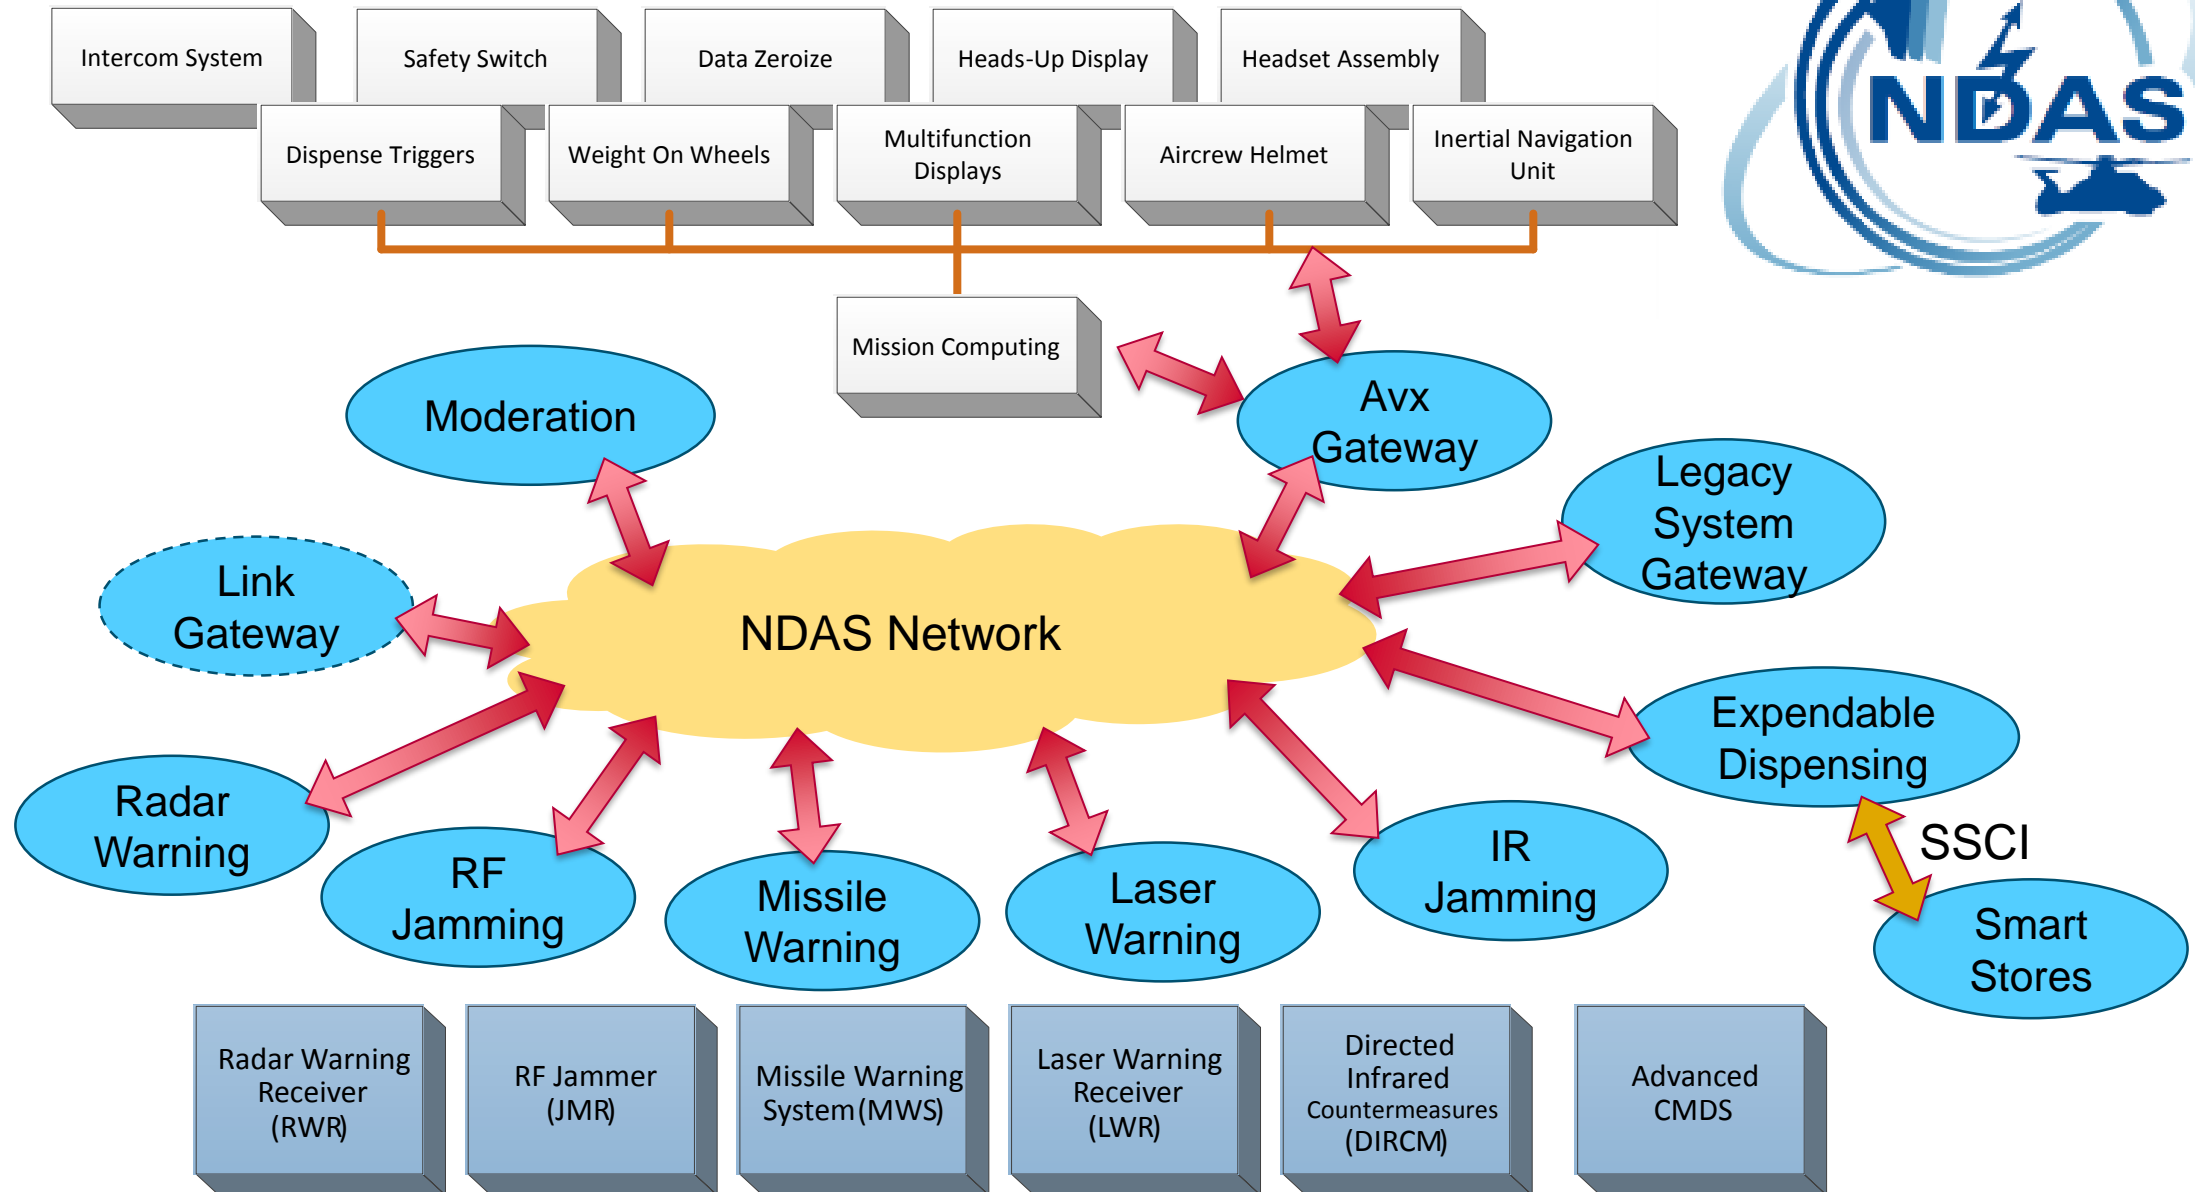 Intercom System
Safety Switch
Data Zeroize
Heads-Up Display
Headset Assembly
NDAS
Dispense Triggers
Weight On Wheels
Multifunction
Displays
Aircrew Helmet
Inertial Navigation
Unit
Mission Computing
Moderation
Avx
Gateway
Legacy
System
Gateway
Link
Gateway
NDAS Network
Expendable
Dispensing
Radar
Warning
RF
Jamming
Missile
Warning
Laser
Warning
IR
Jamming
SSCI
Smart
Stores
Radar Warning
Receiver
(RWR)
RF Jammer
(JMR)
Missile Warning
System (MWS)
Laser Warning
Receiver
(LWR)
Directed
Infrared
Countermeasures
(DIRCM)
Advanced
CMDS